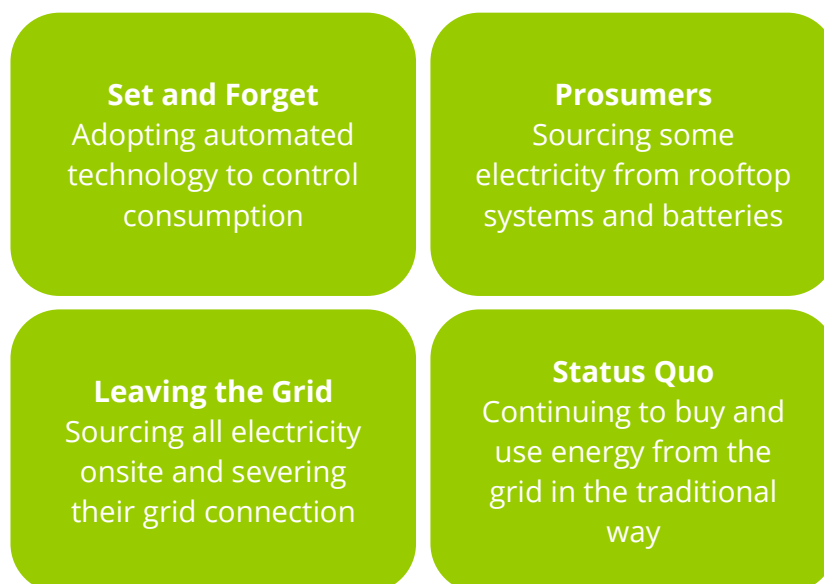 Set and Forget
Adopting automated
technology to control
consumption
Prosumers
Sourcing some
electricity from rooftop
systems and batteries
Leaving the Grid
Sourcing all electricity
onsite and severing
their grid connection
Status Quo
Continuing to buy and
use energy from the
grid in the traditional
way